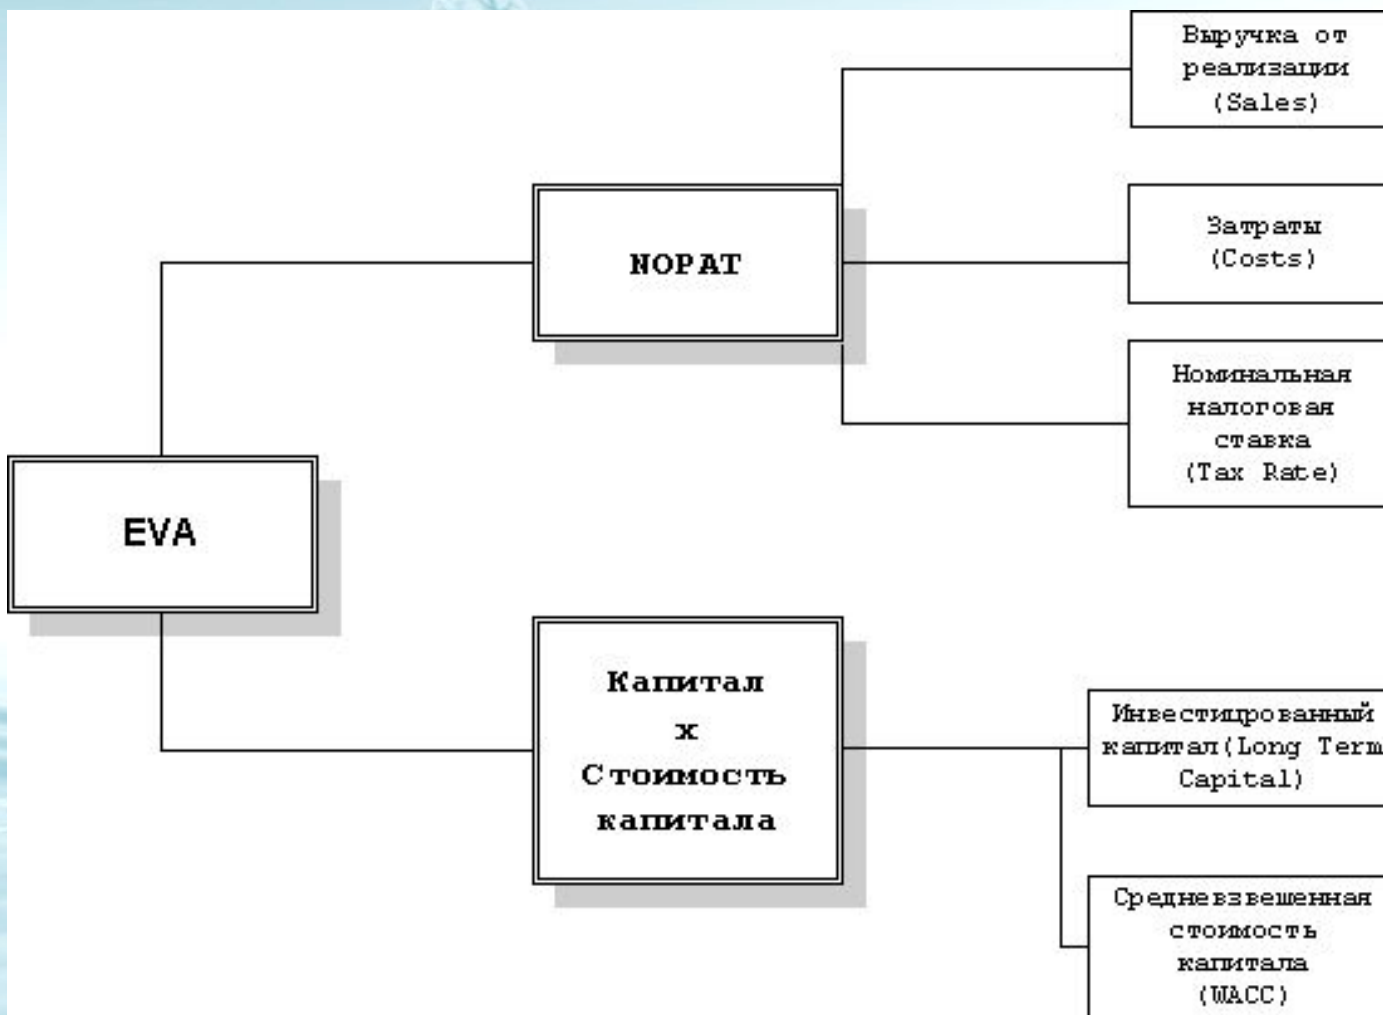 Выручка от
реализации
(Sales)
NOPAT
Затраты
(Costs)
Номинальная
налоговая
ставка
(Tax Rate)
EVA
Капитал
х
Стоимость
капитала
Инвестицрованный
капитал(Long Term
Capital)
Средневзвешенная
стоимость
капитала
(WACC)